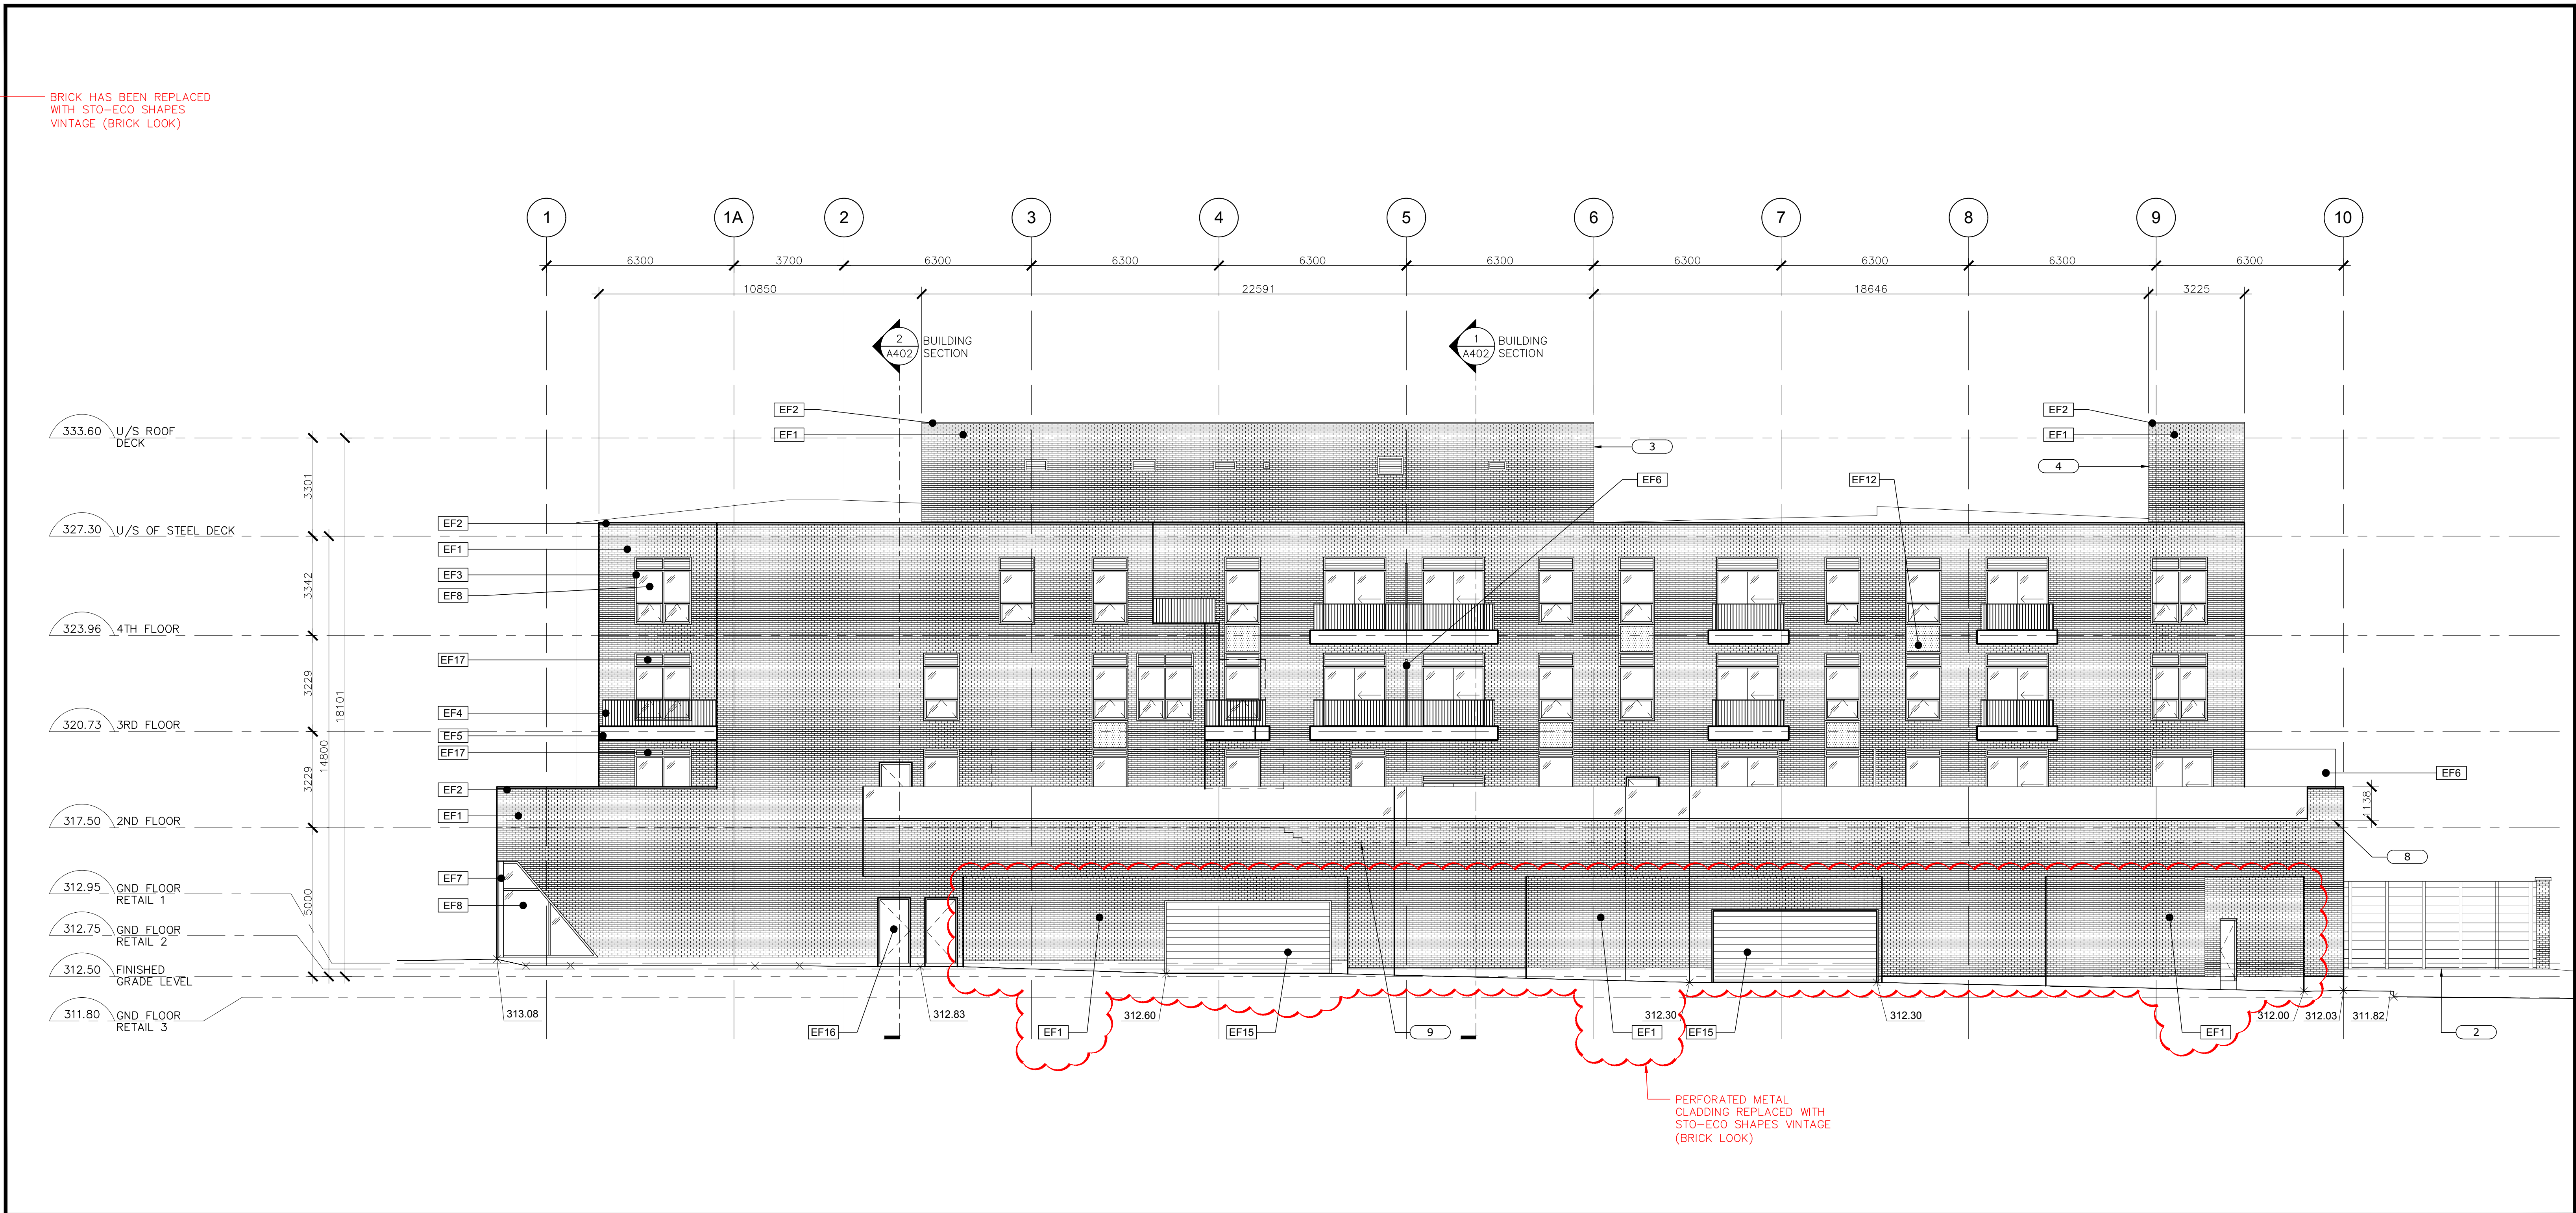 BRICK HAS BEEN REPLACED
WITH STO-ECO SHAPES
VINTAGE (BRICK LOOK)
1 1A 2 3 4 5 6 7 8 9 10
6300 3700 6300 6300 6300 6300 6300 6300 6300 6300
10850 22591 18646 3225
2
A402
BUILDING
SECTION
1
A402
BUILDING
SECTION
EF2
EF1
3
EF6
EF12
EF2
EF1
4
333.60 U/S ROOF
DECK
327.30 U/S OF STEEL DECK
323.96 4TH FLOOR
320.73 3RD FLOOR
317.50 2ND FLOOR
312.95 GND FLOOR
RETAIL 1
312.75 GND FLOOR
RETAIL 2
312.50 FINISHED
GRADE LEVEL
311.80 GND FLOOR
RETAIL 3
3301
3342
3229
3229
5000
14800
18101
EF2
EF1
EF3
EF8
EF17
EF4
EF5
EF17
EF2
EF1
EF7
EF8
EF6
1138
8
313.08
EF16
312.83
EF1
312.60
EF15
9
EF1
312.30
EF15
312.30
EF1
312.00
312.03
311.82
2
PERFORATED METAL
CLADDING REPLACED WITH
STO-ECO SHAPES VINTAGE
(BRICK LOOK)